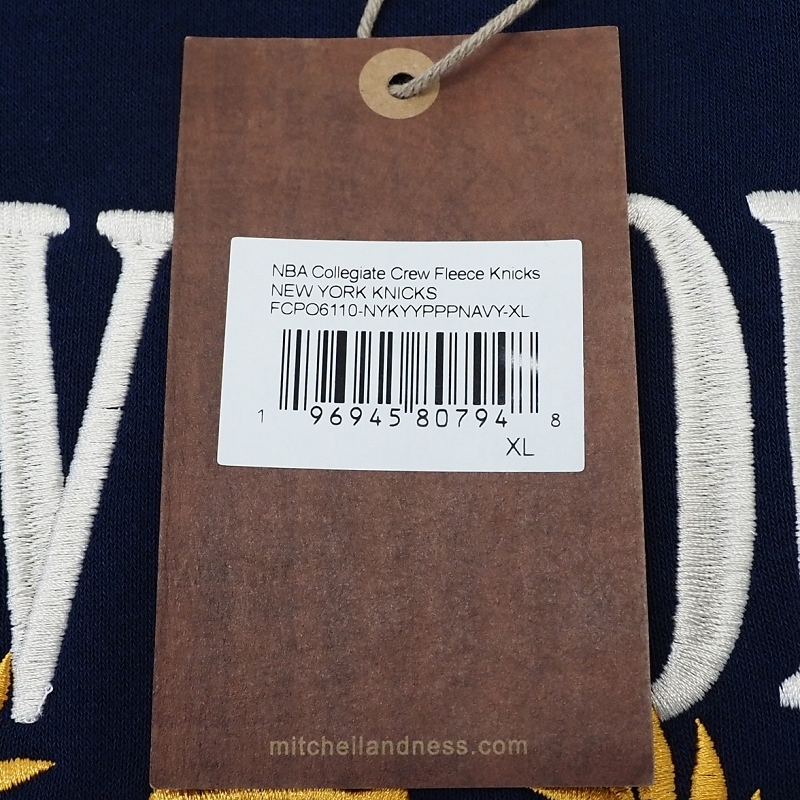 NBA Collegiate Crew Fleece Knicks
NEW YORK KNICKS
FCPO6110-NYKYYPPPNAVY-XL
1 96945 80794 8
XL
mitchellandness.com